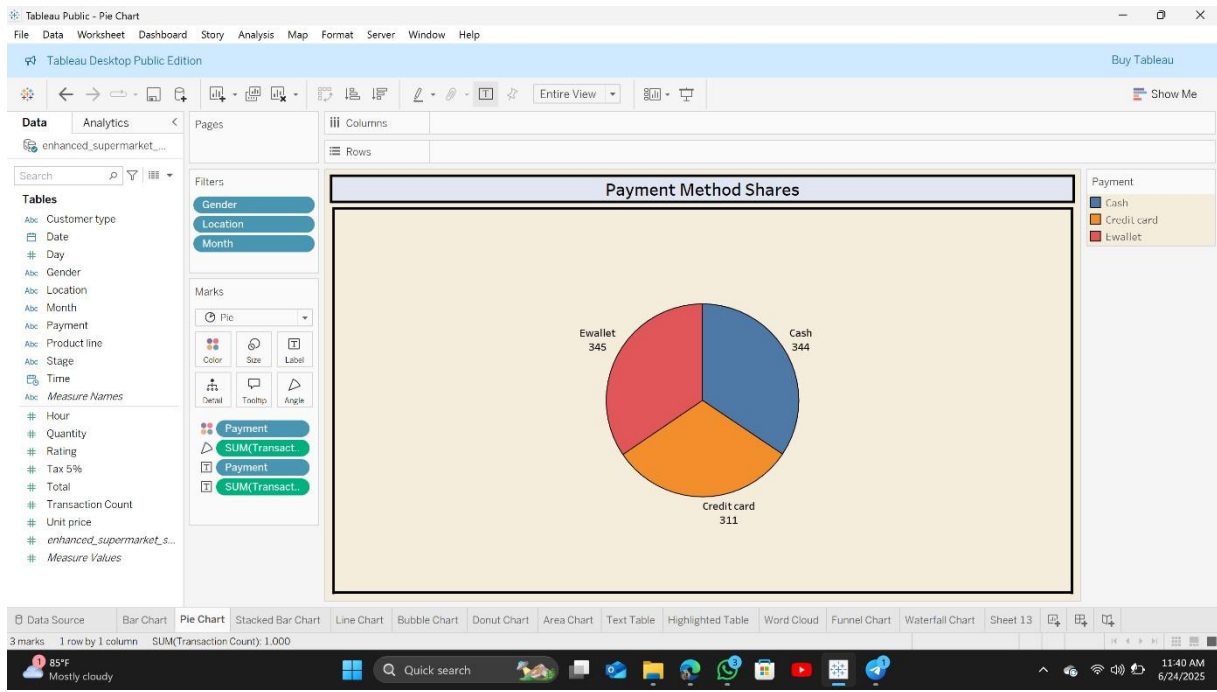 Tableau Public - Pie Chart
File Data Worksheet Dashboard Story Analysis Map Format Server Window Help
Tableau Desktop Public Edition
Buy Tableau
Entire View
Show Me
Data Analytics
enhanced_supermarket_...
Search
Tables
Abc Customer type
Date
# Day
Abc Gender
Abc Location
Abc Month
Abc Payment
Abc Product line
Abc Stage
Time
Abc Measure Names
# Hour
# Quantity
# Rating
# Tax 5%
# Total
# Transaction Count
# Unit price
# enhanced_supermarket_s...
# Measure Values
Pages
Filters
Gender
Location
Month
Marks
Pie
Color Size Label
Detail Tooltip Angle
Payment
SUM(Transact..
Payment
SUM(Transact..
Columns
Rows
Payment Method Shares
Ewallet
345
Cash
344
Credit card
311
Payment
Cash
Credit card
Ewallet
Data Source Bar Chart Pie Chart Stacked Bar Chart Line Chart Bubble Chart Donut Chart Area Chart Text Table Highlighted Table Word Cloud Funnel Chart Waterfall Chart Sheet 13
3 marks 1 row by 1 column SUM(Transaction Count): 1.000
1
85°F
Mostly cloudy
Quick search
3
11:40 AM
6/24/2025